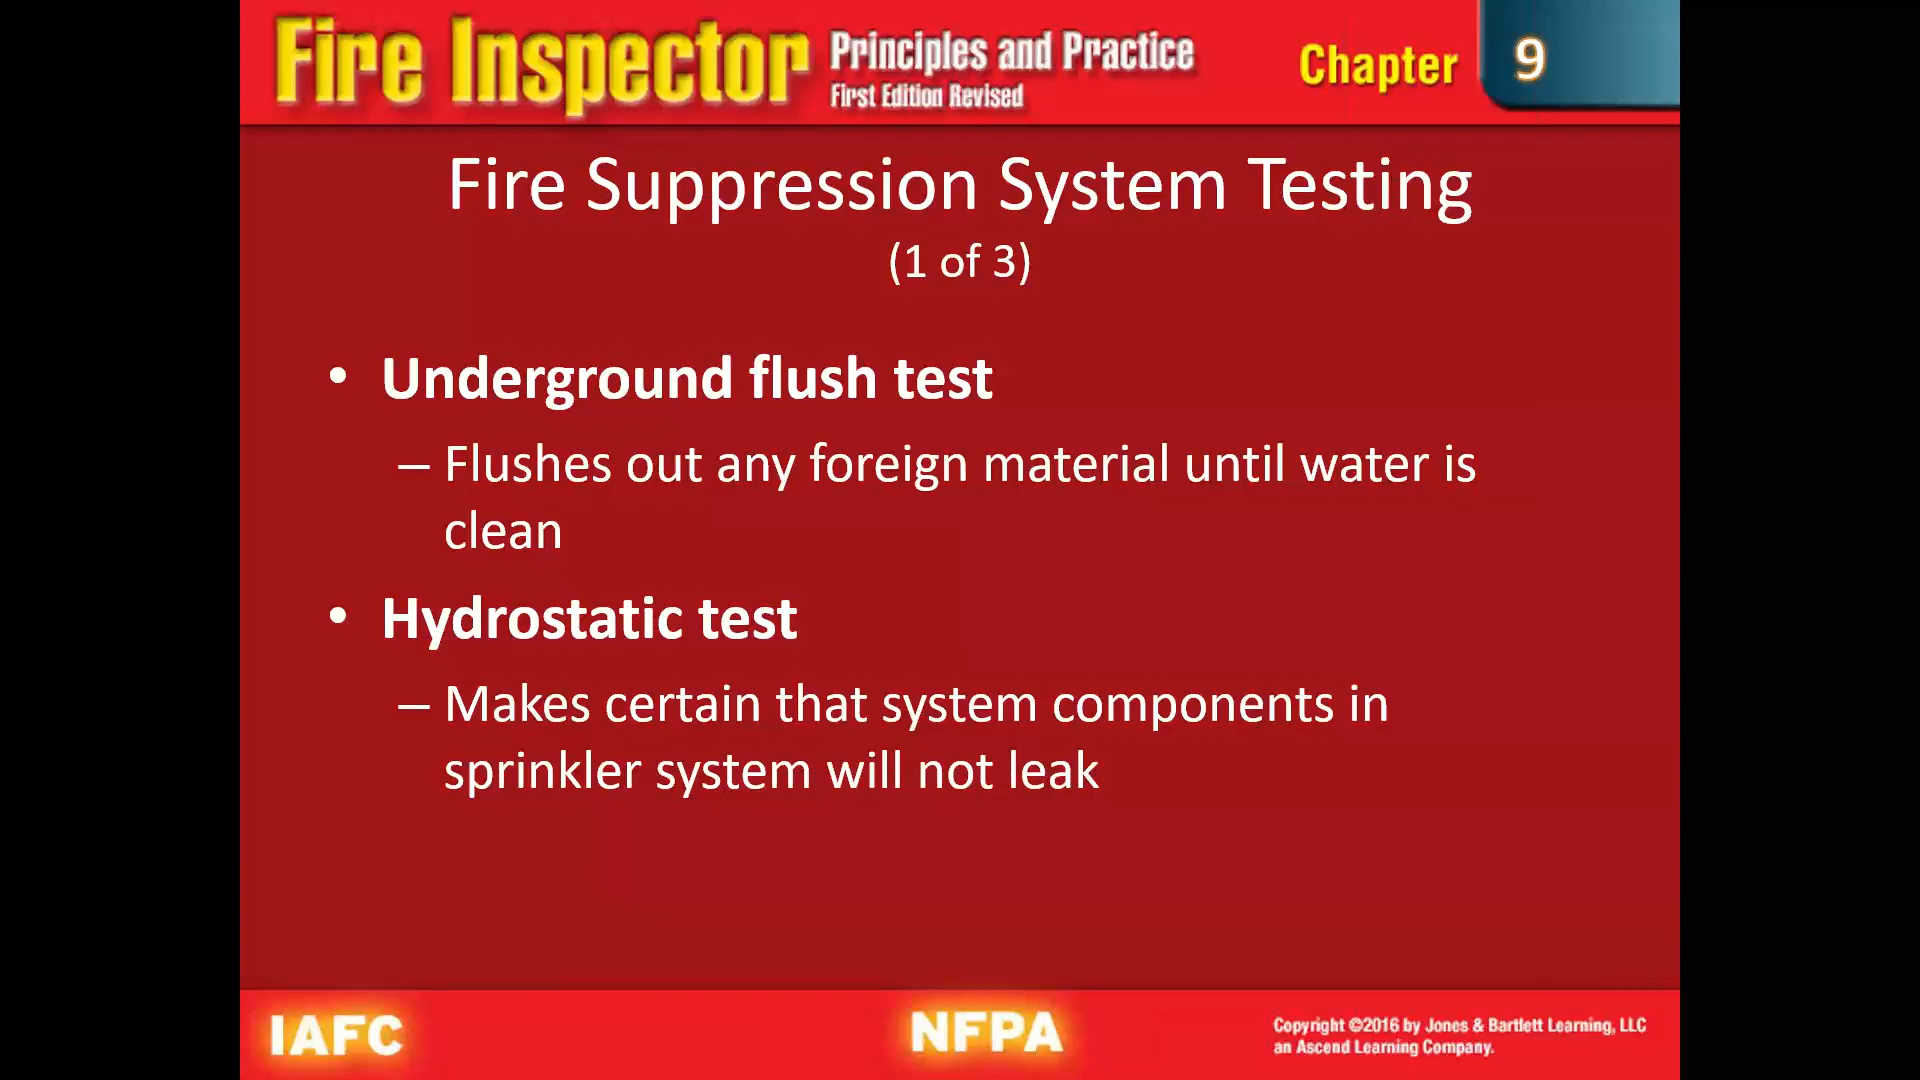 Fire Inspector Principles and Practice
First Edition Revised
Chapter 9
Fire Suppression System Testing
(1 of 3)
• Underground flush test
– Flushes out any foreign material until water is
clean
• Hydrostatic test
– Makes certain that system components in
sprinkler system will not leak
IAFC
NFPA
Copyright ©2016 by Jones & Bartlett Learning, LLC
an Ascend Learning Company.